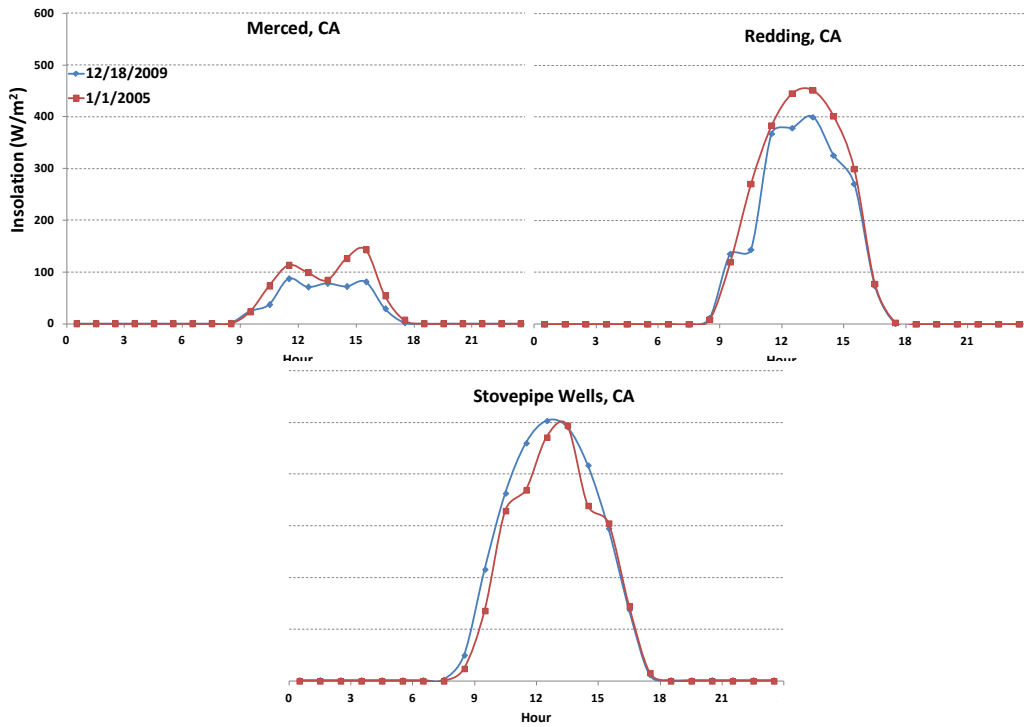 Merced, CA
600
500
400
300
200
100
0
Insolation (W/m²)
12/18/2009
1/1/2005
0 3 6 9 12 15 18 21
Hour
Redding, CA
0 3 6 9 12 15 18 21
Hour
Stovepipe Wells, CA
0 3 6 9 12 15 18 21
Hour